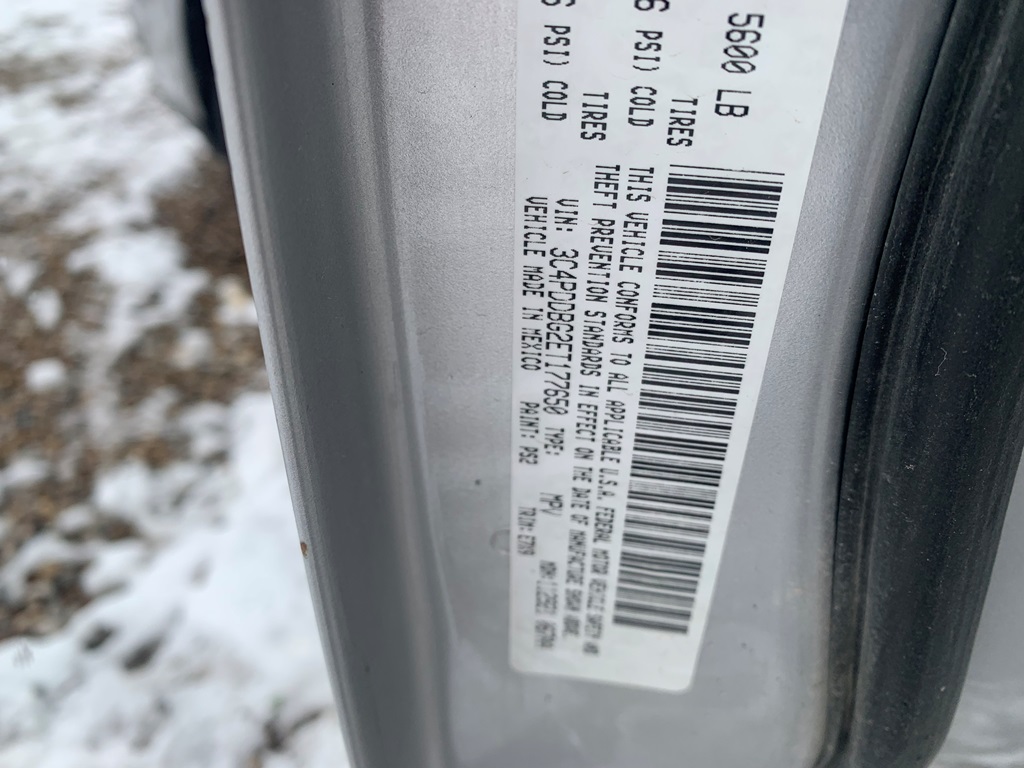 5600 LB
PSI) COLD TIRES
PSI) COLD TIRES
THIS VEHICLE CONFORMS TO ALL APPLICABLE U.S.A. FEDERAL MOTOR VEHICLE SAFETY AND
THEFT PREVENTION STANDARDS IN EFFECT ON THE DATE OF MANUFACTURE SHOWN ABOVE.
VIN: 3C4PDDBG2ET177650 TYPE: MPV
VEHICLE MADE IN MEXICO PAINT: PS2 TRIM: